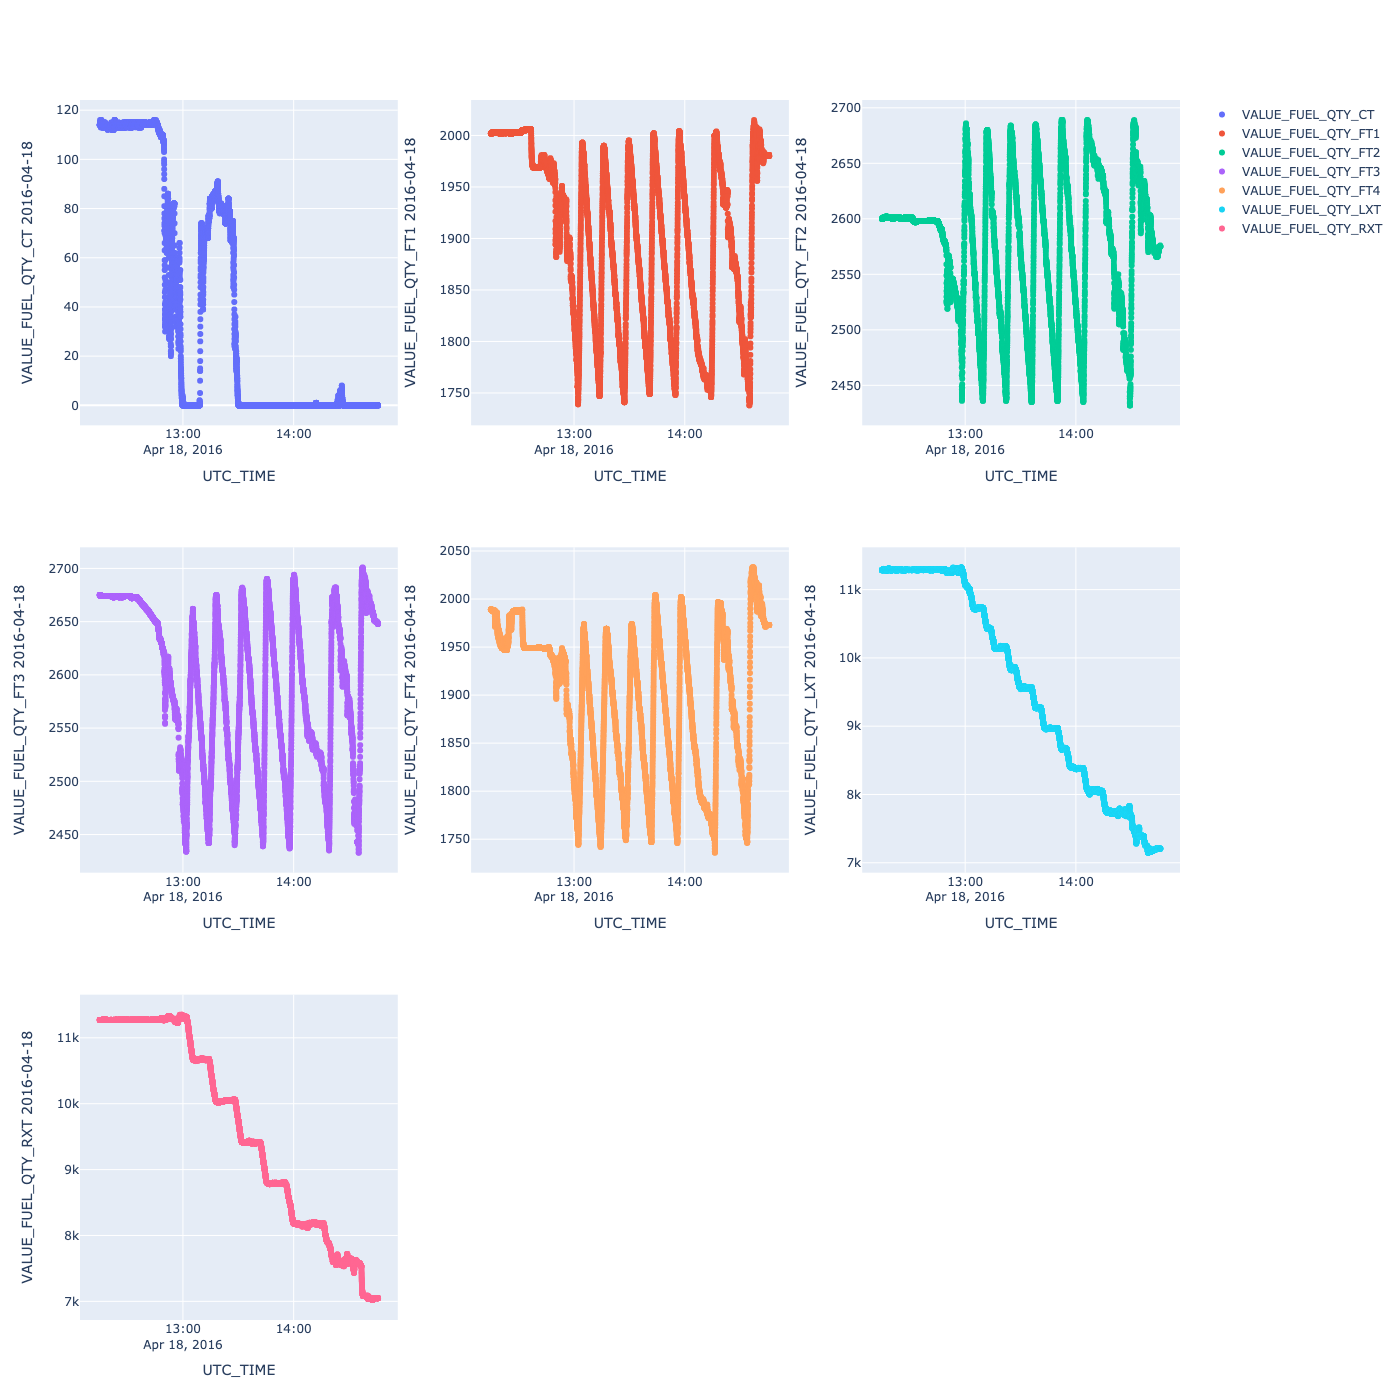 VALUE_FUEL_QTY_CT 2016-04-18
120
100
80
60
40
20
0
13:00
Apr 18, 2016
14:00
UTC_TIME
VALUE_FUEL_QTY_FT1 2016-04-18
2000
1950
1900
1850
1800
1750
13:00
Apr 18, 2016
14:00
UTC_TIME
VALUE_FUEL_QTY_FT2 2016-04-18
2700
2650
2600
2550
2500
2450
13:00
Apr 18, 2016
14:00
UTC_TIME
VALUE_FUEL_QTY_CT
VALUE_FUEL_QTY_FT1
VALUE_FUEL_QTY_FT2
VALUE_FUEL_QTY_FT3
VALUE_FUEL_QTY_FT4
VALUE_FUEL_QTY_LXT
VALUE_FUEL_QTY_RXT
VALUE_FUEL_QTY_FT3 2016-04-18
2700
2650
2600
2550
2500
2450
13:00
Apr 18, 2016
14:00
UTC_TIME
VALUE_FUEL_QTY_FT4 2016-04-18
2050
2000
1950
1900
1850
1800
1750
13:00
Apr 18, 2016
14:00
UTC_TIME
VALUE_FUEL_QTY_LXT 2016-04-18
11k
10k
9k
8k
7k
13:00
Apr 18, 2016
14:00
UTC_TIME
VALUE_FUEL_QTY_RXT 2016-04-18
11k
10k
9k
8k
7k
13:00
Apr 18, 2016
14:00
UTC_TIME